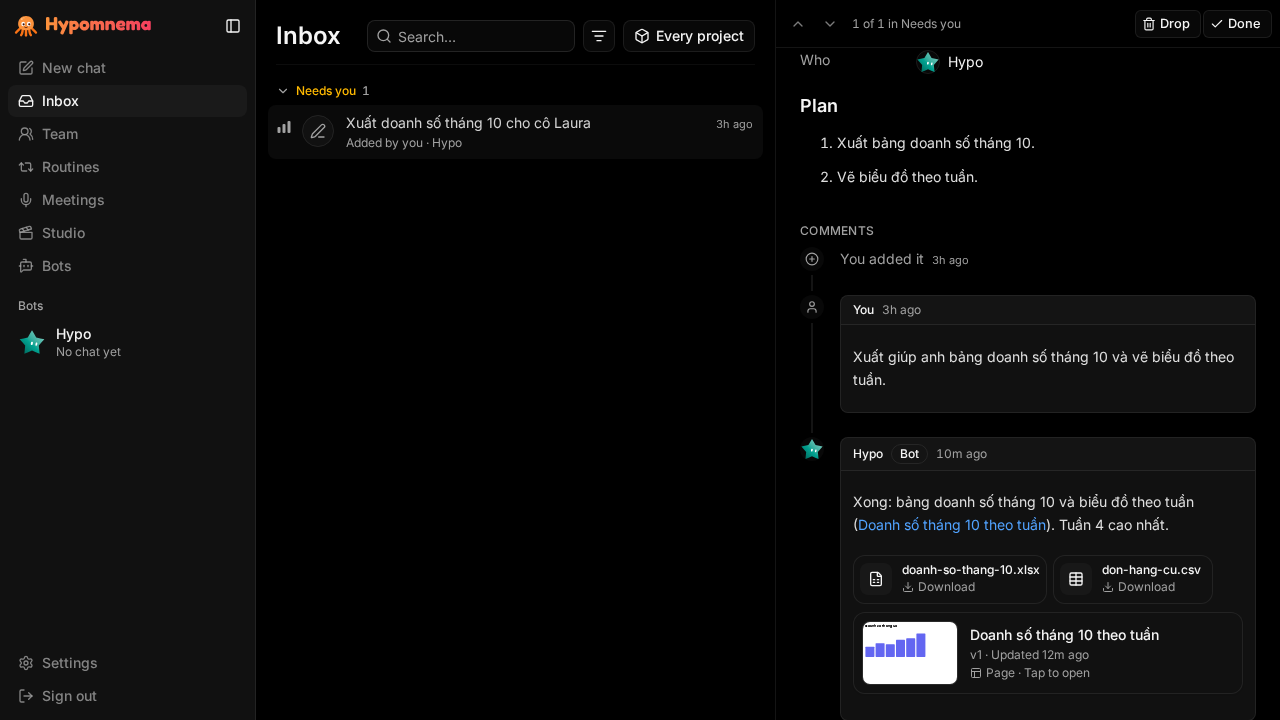 Hypomnema
New chat
Inbox
Team
Routines
Meetings
Studio
Bots
Bots
Hypo
No chat yet
Settings
Sign out
Inbox
Search...
Every project
Needs you 1
Xuất doanh số tháng 10 cho cô Laura
3h ago
Added by you · Hypo
1 of 1 in Needs you
Drop
Done
Who
Hypo
Plan
1. Xuất bảng doanh số tháng 10.
2. Vẽ biểu đồ theo tuần.
COMMENTS
You added it 3h ago
You 3h ago
Xuất giúp anh bảng doanh số tháng 10 và vẽ biểu đồ theo
tuần.
Hypo Bot 10m ago
Xong: bảng doanh số tháng 10 và biểu đồ theo tuần
(Doanh số tháng 10 theo tuần). Tuần 4 cao nhất.
doanh-so-thang-10.xlsx
Download
don-hang-cu.csv
Download
Doanh số tháng 10 theo tuần
v1 · Updated 12m ago
Page · Tap to open